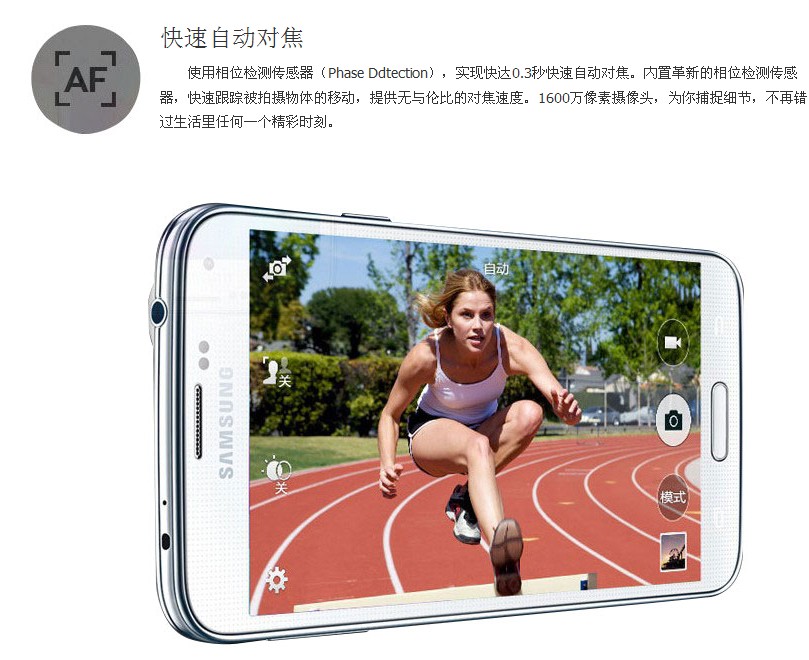 快速自动对焦
AF
使用相位检测传感器（Phase Ddtection），实现快达0.3秒快速自动对焦。内置革新的相位检测传感
器，快速跟踪被拍摄物体的移动，提供无与伦比的对焦速度。1600万像素摄像头，为你捕捉细节，不再错
过生活里任何一个精彩时刻。
自动
关
SAMSUNG
关
模式